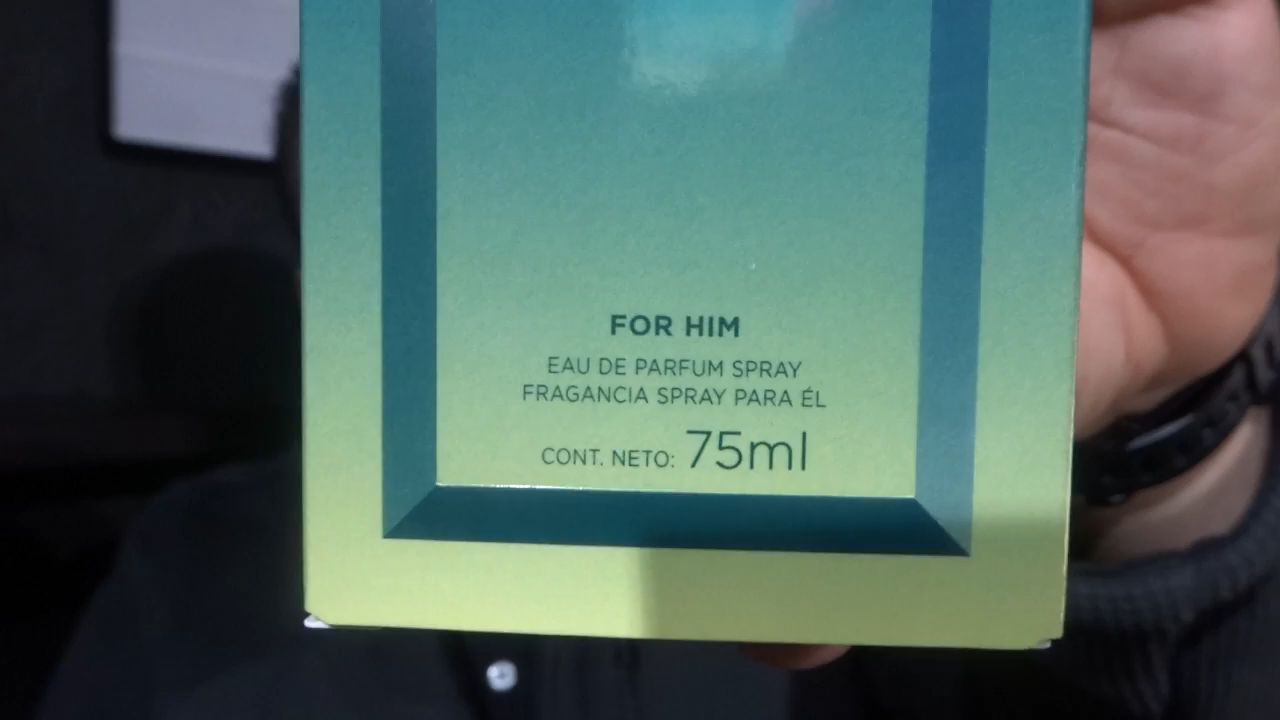 FOR HIM
EAU DE PARFUM SPRAY
FRAGANCIA SPRAY PARA ÉL
CONT. NETO: 75ml